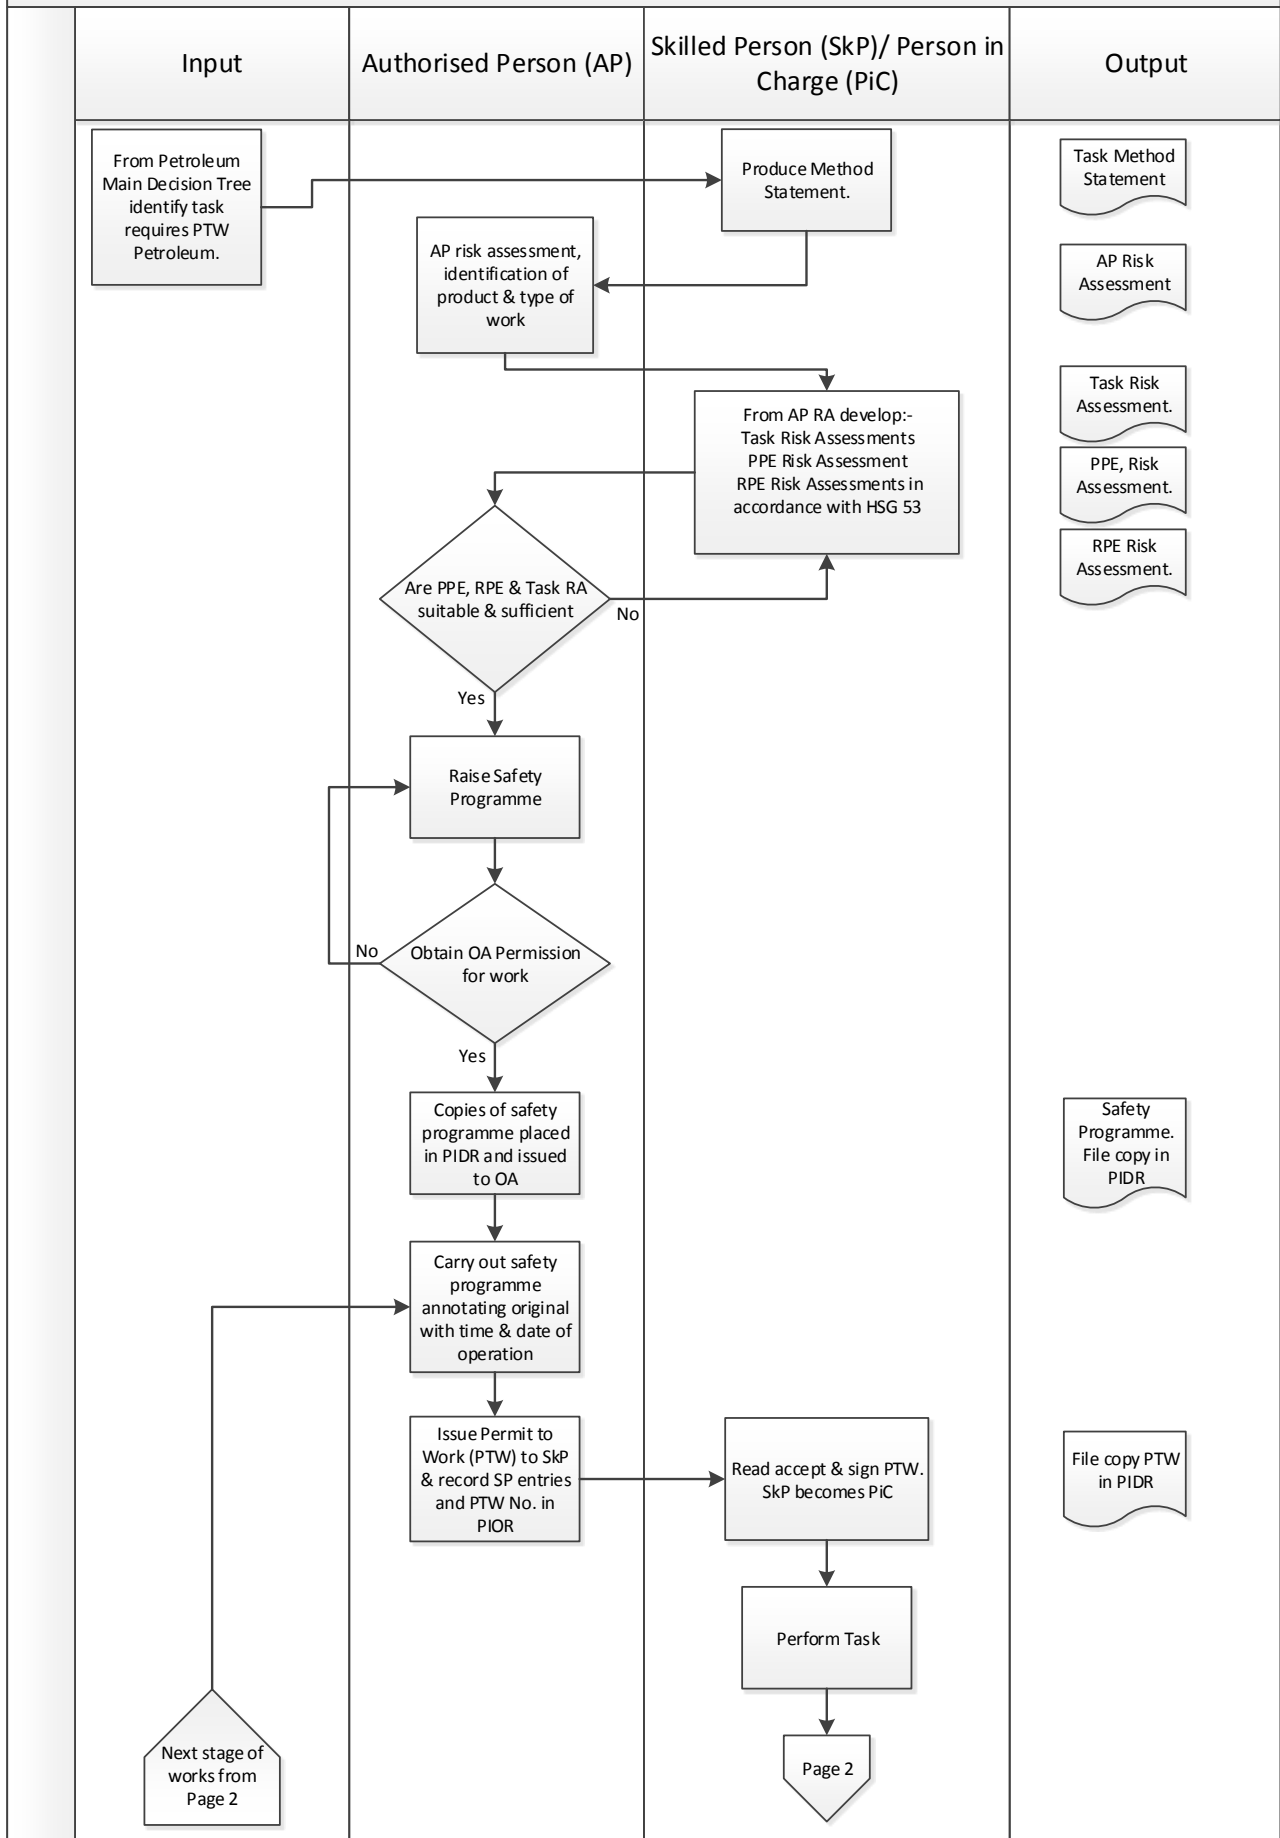 Input
Authorised Person (AP)
Skilled Person (SkP)/ Person in
Charge (PiC)
Output
From Petroleum
Main Decision Tree
identify task
requires PTW
Petroleum.
Produce Method
Statement.
Task Method
Statement
AP risk assessment,
identification of
product & type of
work
AP Risk
Assessment
From AP RA develop:-
Task Risk Assessments
PPE Risk Assessment
RPE Risk Assessments in
accordance with HSG 53
Task Risk
Assessment.
PPE, Risk
Assessment.
RPE Risk
Assessment.
Are PPE, RPE & Task RA
suitable & sufficient
No
Yes
Raise Safety
Programme
Obtain OA Permission
for work
No
Yes
Copies of safety
programme placed
in PIDR and issued
to OA
Safety
Programme.
File copy in
PIDR
Carry out safety
programme
annotating original
with time & date of
operation
Issue Permit to
Work (PTW) to SkP
& record SP entries
and PTW No. in
PIOR
Read accept & sign PTW.
SkP becomes PiC
File copy PTW
in PIDR
Perform Task
Next stage of
works from
Page 2
Page 2